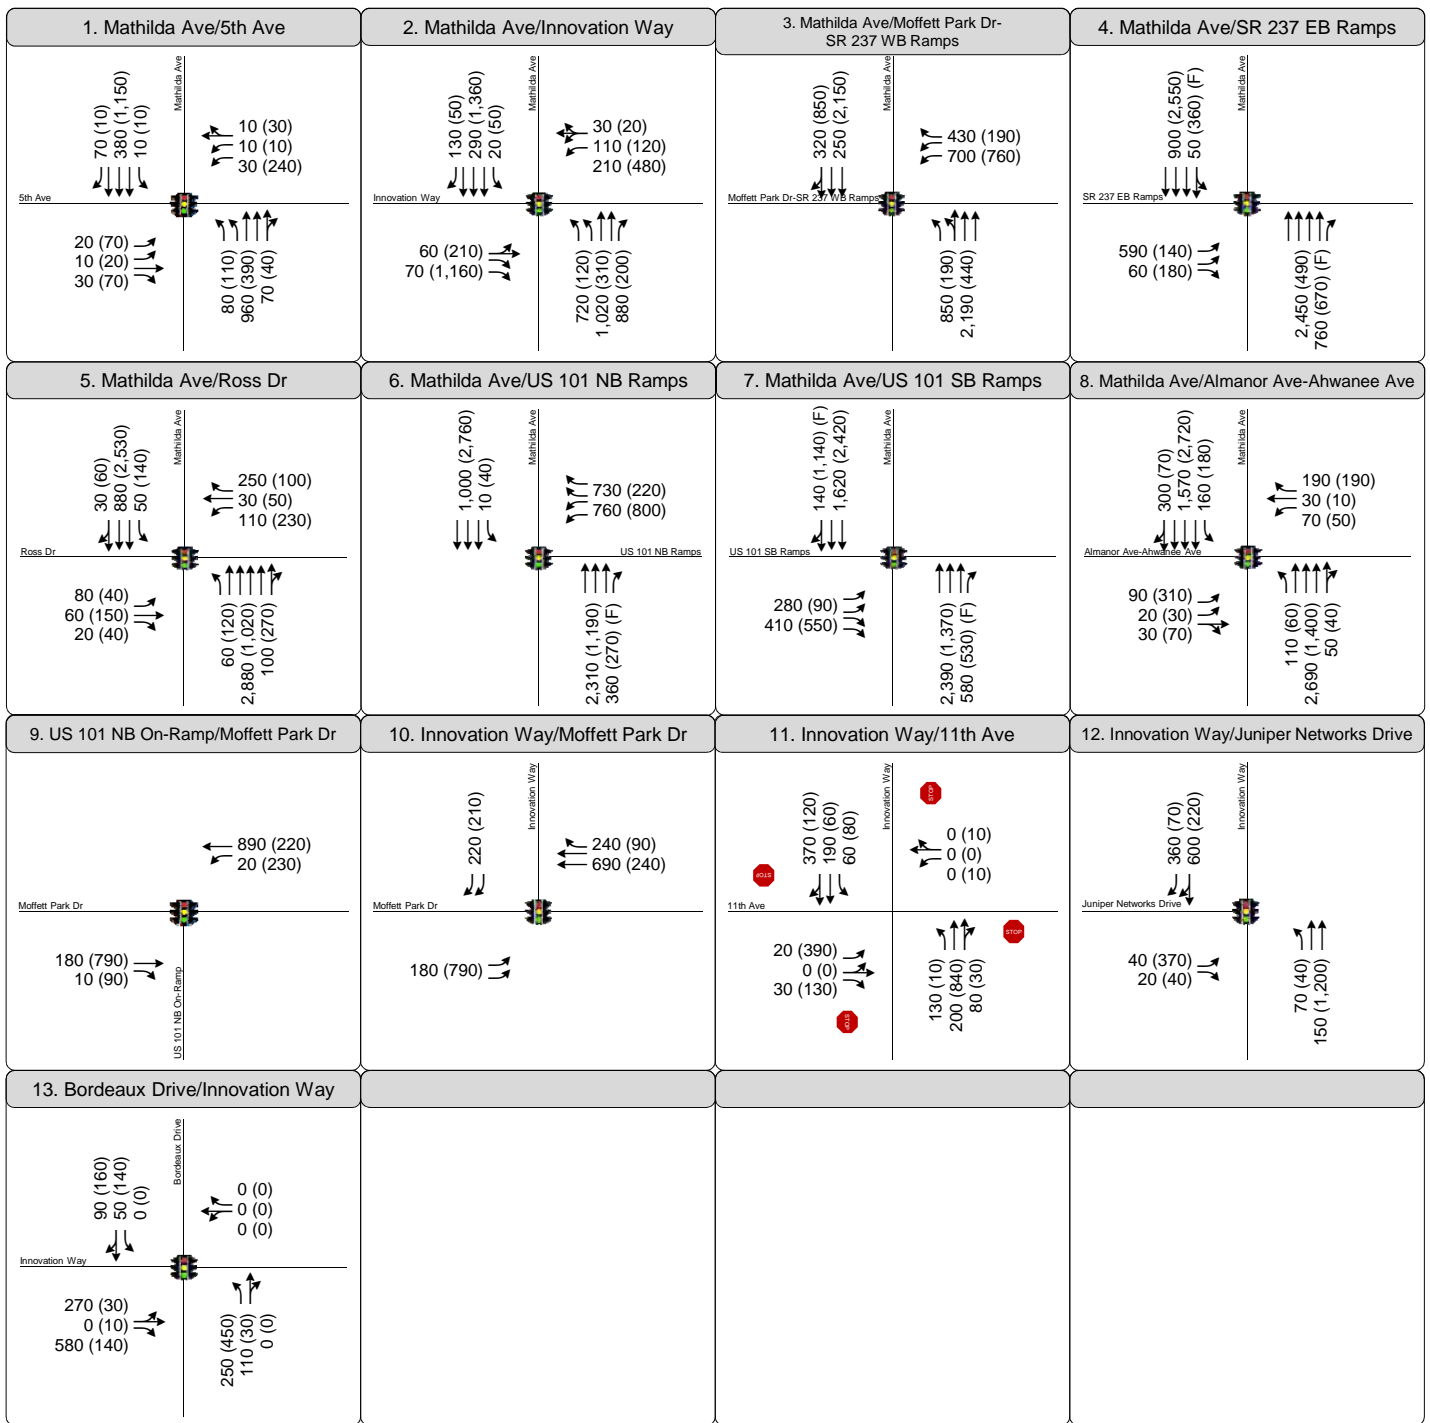 1. Mathilda Ave/5th Ave
Mathilda Ave
70 (10)
380 (1,150)
10 (10)
10 (30)
10 (10)
30 (240)
5th Ave
20 (70)
10 (20)
30 (70)
80 (110)
960 (390)
70 (40)
2. Mathilda Ave/Innovation Way
Mathilda Ave
130 (50)
290 (1,360)
20 (50)
30 (20)
110 (120)
210 (480)
Innovation Way
60 (210)
70 (1,160)
720 (120)
1,020 (310)
880 (200)
3. Mathilda Ave/Moffett Park Dr-
SR 237 WB Ramps
Mathilda Ave
320 (850)
250 (2,150)
430 (190)
700 (760)
Moffett Park Dr-SR 237 WB Ramps
850 (190)
2,190 (440)
4. Mathilda Ave/SR 237 EB Ramps
Mathilda Ave
900 (2,550)
50 (360) (F)
SR 237 EB Ramps
590 (140)
60 (180)
2,450 (490)
760 (670) (F)
5. Mathilda Ave/Ross Dr
Mathilda Ave
30 (60)
880 (2,530)
50 (140)
250 (100)
30 (50)
110 (230)
Ross Dr
80 (40)
60 (150)
20 (40)
60 (120)
2,880 (1,020)
100 (270)
6. Mathilda Ave/US 101 NB Ramps
Mathilda Ave
1,000 (2,760)
10 (40)
730 (220)
760 (800)
US 101 NB Ramps
2,310 (1,190)
360 (270) (F)
7. Mathilda Ave/US 101 SB Ramps
Mathilda Ave
140 (1,140) (F)
1,620 (2,420)
US 101 SB Ramps
280 (90)
410 (550)
2,390 (1,370)
580 (530) (F)
8. Mathilda Ave/Almanor Ave-Ahwanee Ave
Mathilda Ave
300 (70)
1,570 (2,720)
160 (180)
190 (190)
30 (10)
70 (50)
Almanor Ave-Ahwanee Ave
90 (310)
20 (30)
30 (70)
110 (60)
2,690 (1,400)
50 (40)
9. US 101 NB On-Ramp/Moffett Park Dr
890 (220)
20 (230)
Moffett Park Dr
180 (790)
10 (90)
US 101 NB On-Ramp
10. Innovation Way/Moffett Park Dr
Innovation Way
220 (210)
240 (90)
690 (240)
Moffett Park Dr
180 (790)
11. Innovation Way/11th Ave
Innovation Way
STOP
370 (120)
190 (60)
60 (80)
0 (10)
0 (0)
0 (10)
STOP
11th Ave
STOP
20 (390)
0 (0)
30 (130)
130 (10)
200 (840)
80 (30)
STOP
12. Innovation Way/Juniper Networks Drive
Innovation Way
360 (70)
600 (220)
Juniper Networks Drive
40 (370)
20 (40)
70 (40)
150 (1,200)
13. Bordeaux Drive/Innovation Way
Bordeaux Drive
90 (160)
50 (140)
0 (0)
0 (0)
0 (0)
0 (0)
Innovation Way
270 (30)
0 (10)
580 (140)
250 (450)
110 (30)
0 (0)